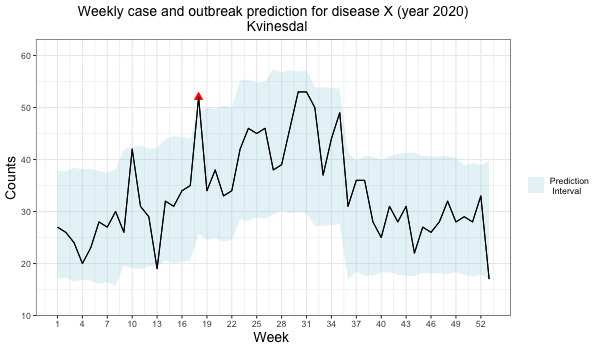 Weekly case and outbreak prediction for disease X (year 2020)
Kvinesdal
Counts
60
50
40
30
20
10
1 4 7 10 13 16 19 22 25 28 31 34 37 40 43 46 49 52
Week
Prediction
Interval